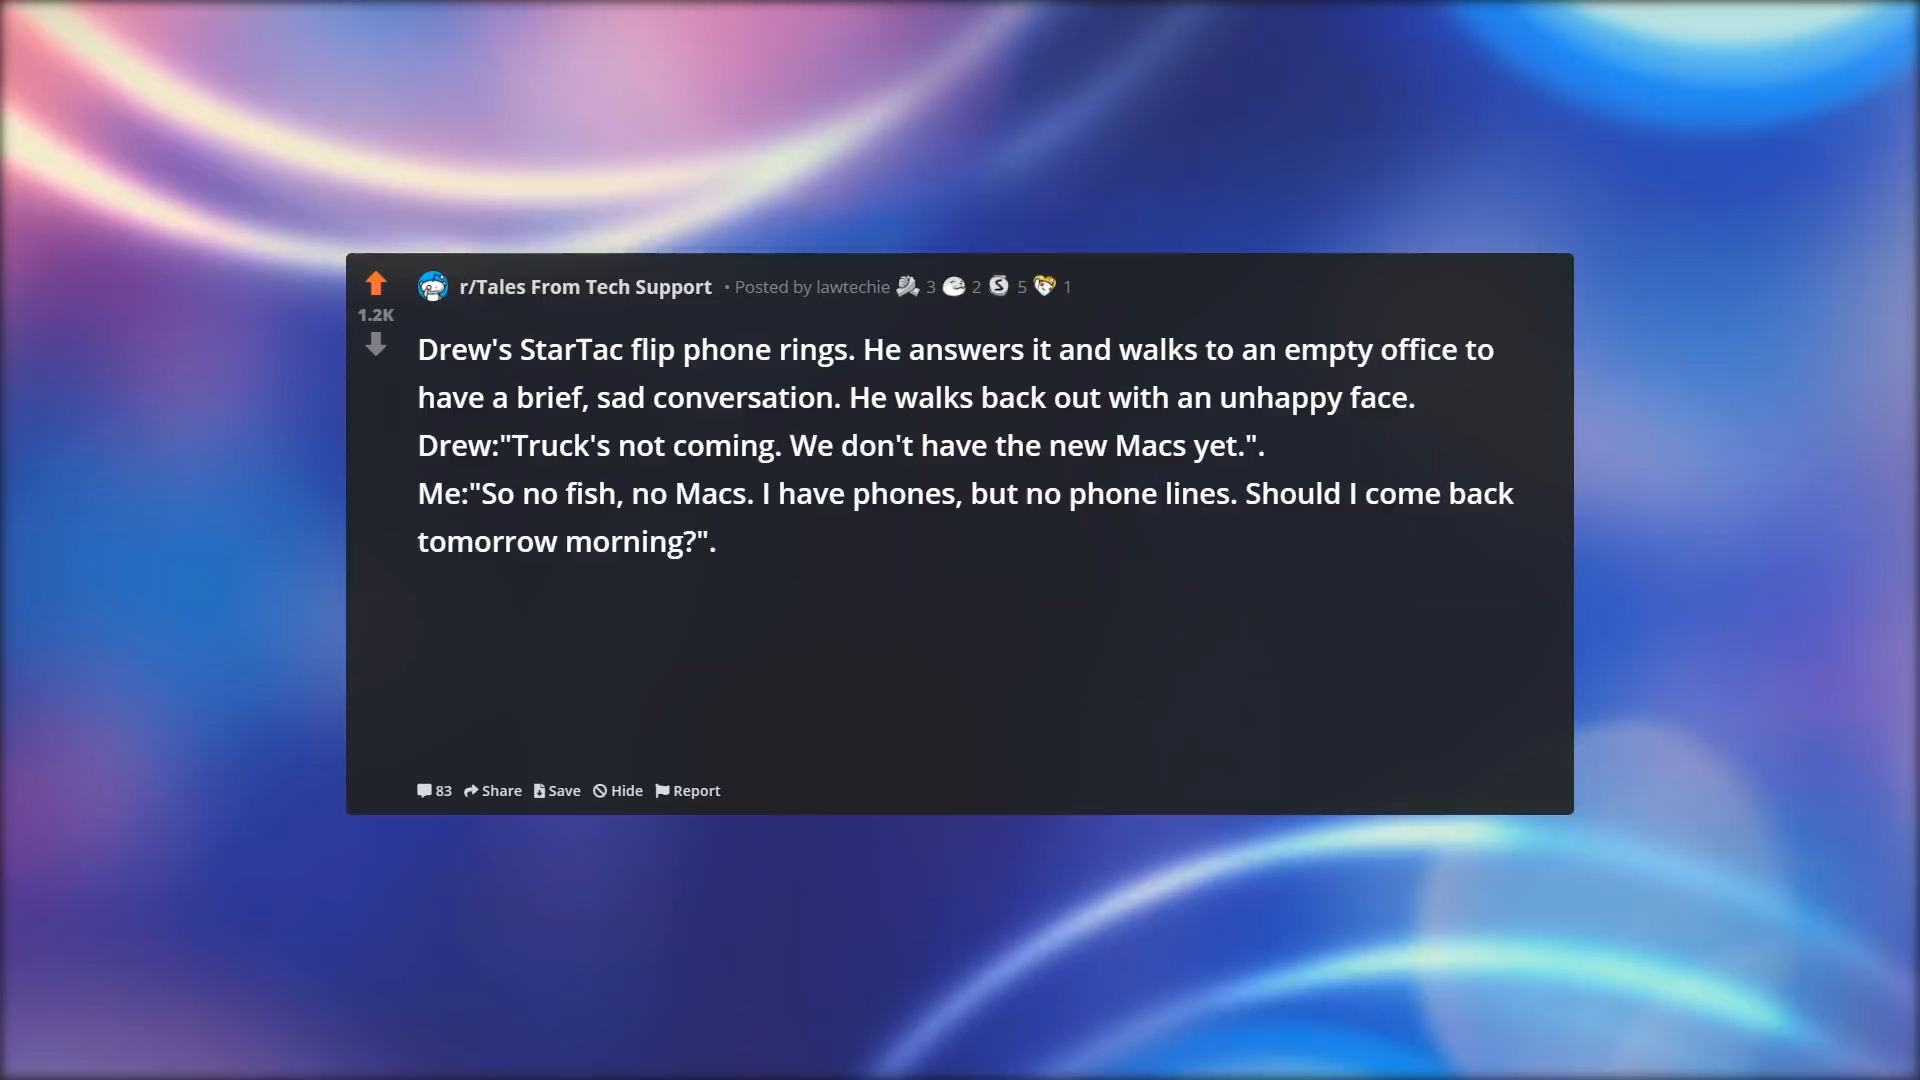 r/Tales From Tech Support • Posted by lawtechie 3 2 5 1
1.2K
Drew's StarTac flip phone rings. He answers it and walks to an empty office to
have a brief, sad conversation. He walks back out with an unhappy face.
Drew:"Truck's not coming. We don't have the new Macs yet.".
Me:"So no fish, no Macs. I have phones, but no phone lines. Should I come back
tomorrow morning?".
83 Share Save Hide Report